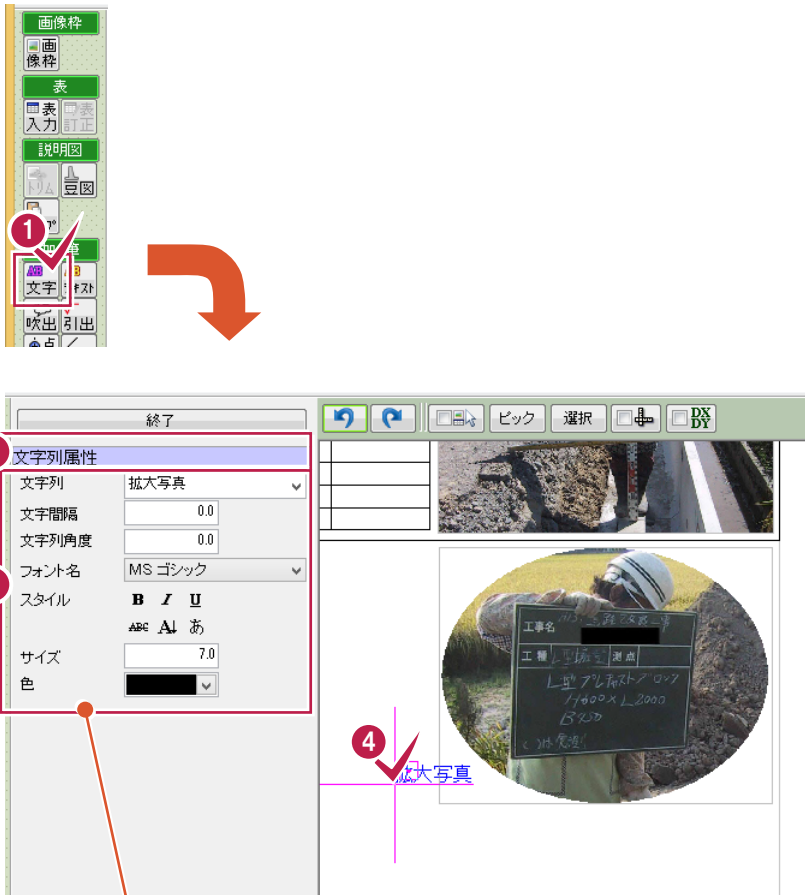 画像枠
画像枠
表
表入力
表訂正
説明図
トリム
豆図
1
文字
テキスト
吹出
引出
点
終了
ピック
選択
DX
DY
文字列属性
文字列
拡大写真
文字間隔
0.0
文字列角度
0.0
フォント名
MS ゴシック
スタイル
B I U
ABC A あ
サイズ
7.0
色
4
拡大写真
工事名
工種
測点
L型プレキャストブロック
H600×L2000